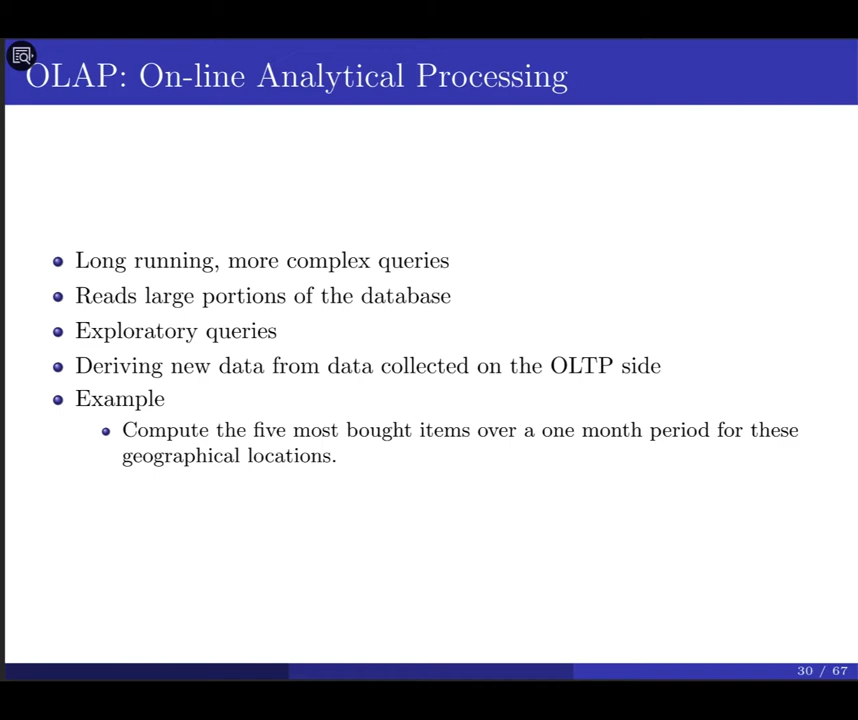 OLAP: On-line Analytical Processing
Long running, more complex queries
Reads large portions of the database
Exploratory queries
Deriving new data from data collected on the OLTP side
Example
Compute the five most bought items over a one month period for these
geographical locations.
30 / 67